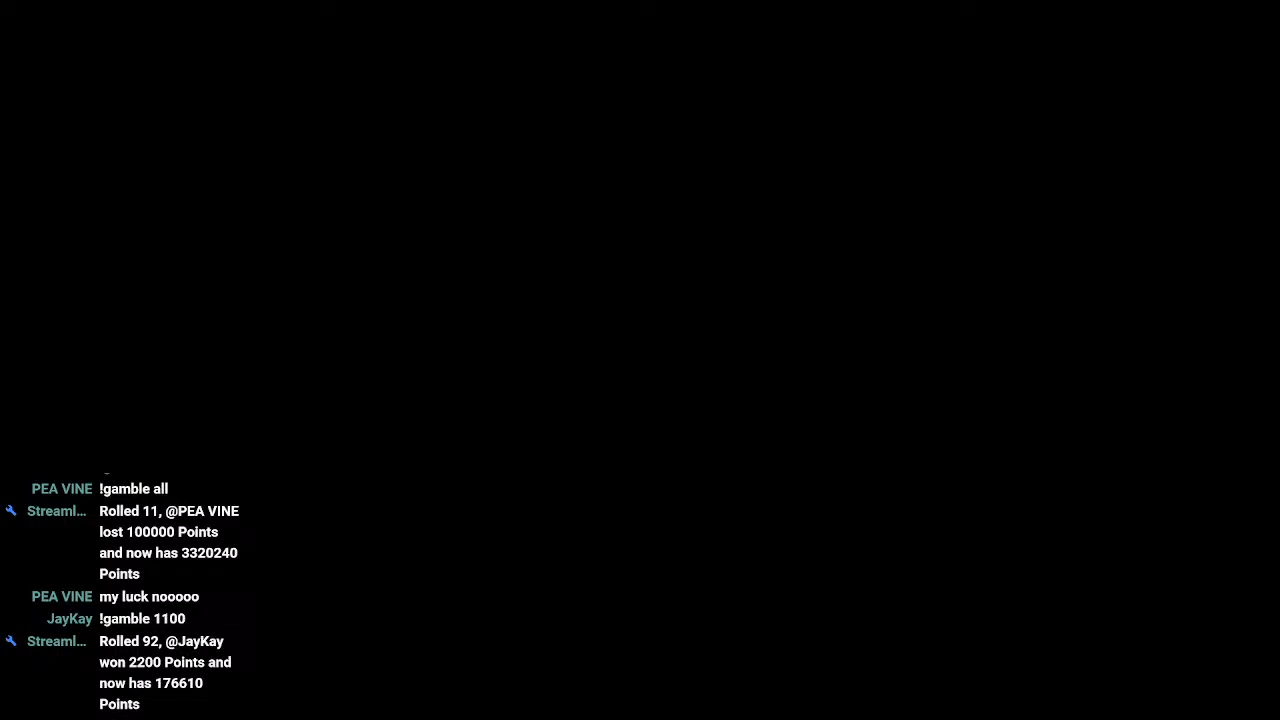 PEA VINE !gamble all
Streaml... Rolled 11, @PEA VINE
lost 100000 Points
and now has 3320240
Points
PEA VINE my luck nooooo
JayKay !gamble 1100
Streaml... Rolled 92, @JayKay
won 2200 Points and
now has 176610
Points